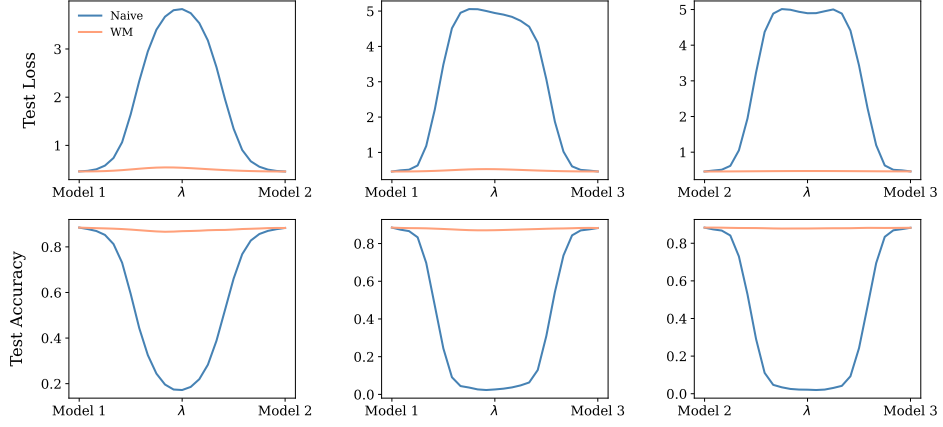 Test Loss
3
2
1
Naive
WM
Model 1
λ
Model 2
5
4
3
2
1
Model 1
λ
Model 3
5
4
3
2
1
Model 2
λ
Model 3
Test Accuracy
0.8
0.6
0.4
0.2
Model 1
λ
Model 2
0.8
0.6
0.4
0.2
0.0
Model 1
λ
Model 3
0.8
0.6
0.4
0.2
0.0
Model 2
λ
Model 3